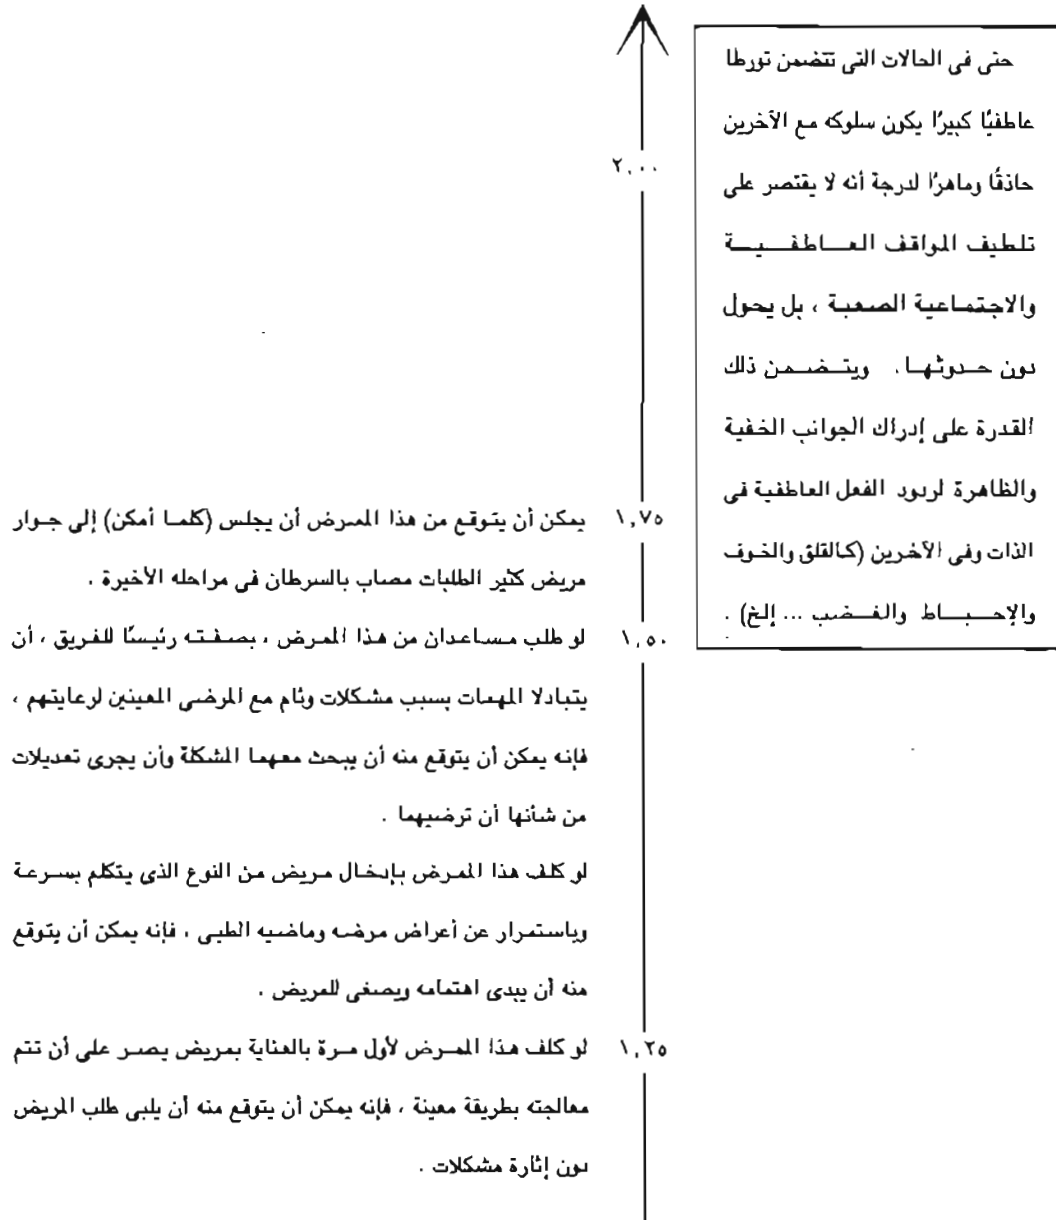 حتى فى الحالات التى تتضمن تورطا
عاطفيًا كبيرًا يكون سلوكه مع الآخرين
حاذقًا وماهرًا لدرجة أنه لا يقتصر على
تلطيف المواقف العــاطفـــيــة
والاجتماعية الصعبة ، بل يحول
دون حــدوثهــا . ويتــضــمن ذلك
القدرة على إدراك الجوانب الخفية
والظاهرة لردود الفعل العاطفية فى
الذات وفى الآخرين (كالقلق والخوف
والإحــبــاط والغــضب ... إلخ) .
٢,٠٠
١,٧٥ يمكن أن يتوقع من هذا الممرض أن يجلس (كلما أمكن) إلى جوار
مريض كثير الطلبات مصاب بالسرطان فى مراحله الأخيرة .
١,٥٠ لو طلب مساعدان من هذا الممرض ، بصفته رئيسًا للفريق ، أن
يتبادلا المهمات بسبب مشكلات وئام مع المرضى المعينين لرعايتهم ،
فإنه يمكن أن يتوقع منه أن يبحث معهما المشكلة وأن يجرى تعديلات
من شأنها أن ترضيهما .
لو كلف هذا الممرض بإدخال مريض من النوع الذى يتكلم بسرعة
وباستمرار عن أعراض مرضه وماضيه الطبى ، فإنه يمكن أن يتوقع
منه أن يبدى اهتمامه ويصغى للمريض .
١,٢٥ لو كلف هذا الممرض لأول مرة بالعناية بمريض يصر على أن تتم
معالجته بطريقة معينة ، فإنه يمكن أن يتوقع منه أن يلبى طلب المريض
دون إثارة مشكلات .